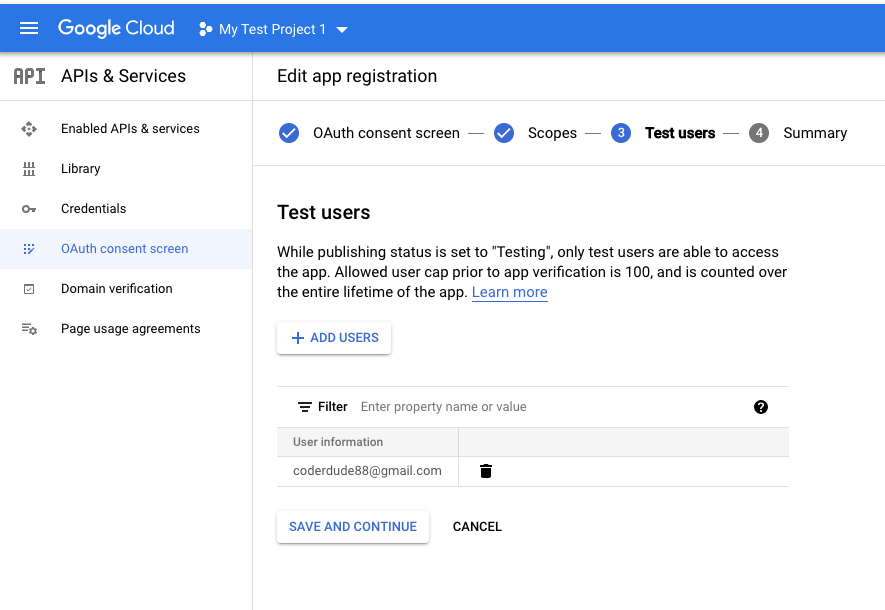 Google Cloud My Test Project 1
API APIs & Services
Edit app registration
Enabled APIs & services
Library
Credentials
OAuth consent screen
Domain verification
Page usage agreements
OAuth consent screen — Scopes — 3 Test users — 4 Summary
Test users
While publishing status is set to "Testing", only test users are able to access
the app. Allowed user cap prior to app verification is 100, and is counted over
the entire lifetime of the app. Learn more
+ ADD USERS
Filter Enter property name or value ?
User information
coderdude88@gmail.com
SAVE AND CONTINUE CANCEL